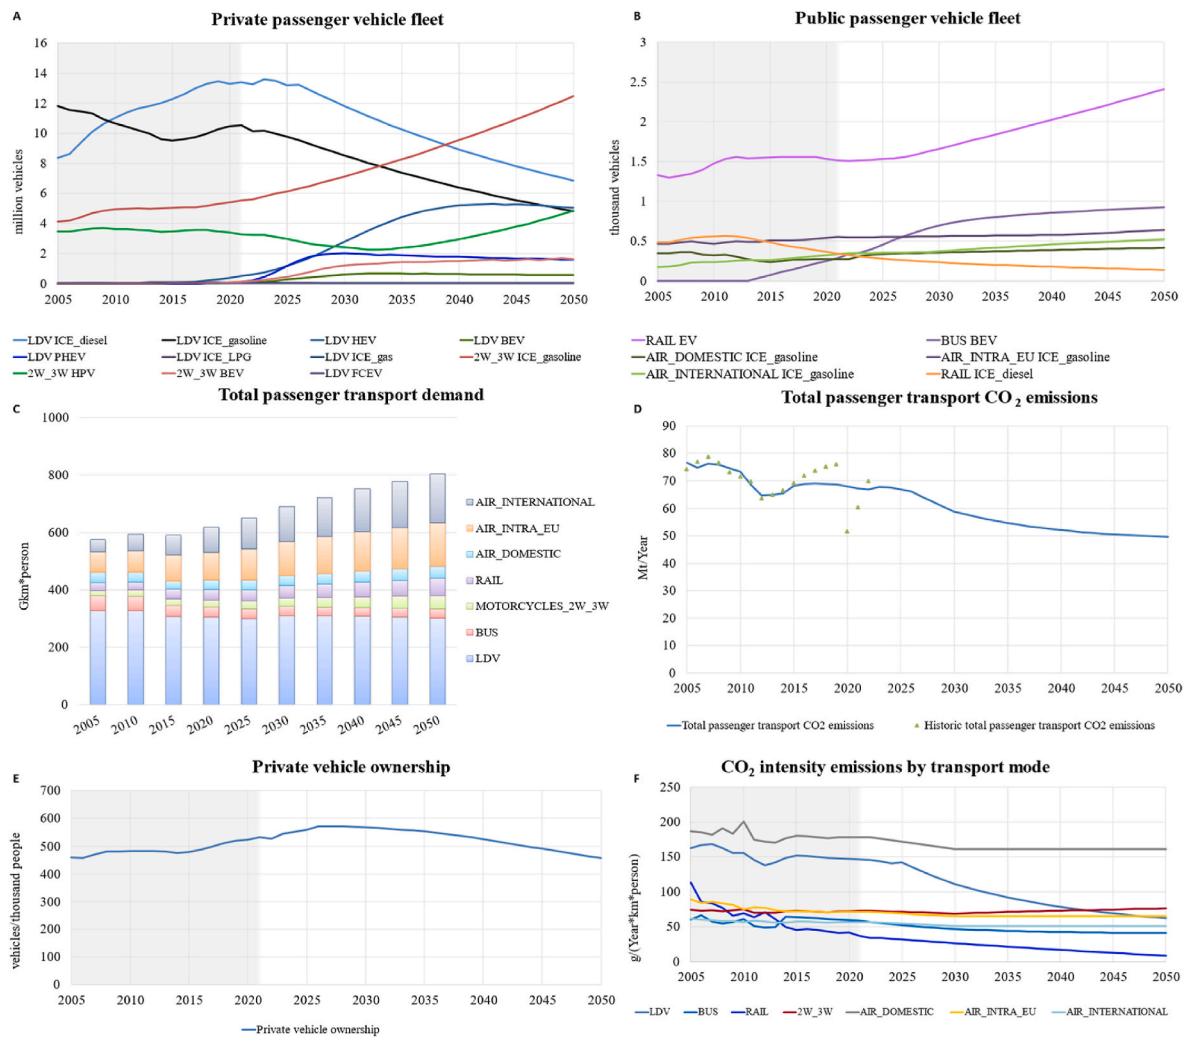 A
Private passenger vehicle fleet
16
14
12
10
8
6
4
2
0
million vehicles
2005 2010 2015 2020 2025 2030 2035 2040 2045 2050
LDV ICE_diesel LDV ICE_gasoline LDV HEV LDV BEV
LDV PHEV LDV ICE_LPG LDV ICE_gas 2W_3W ICE_gasoline
2W_3W HPV 2W_3W BEV LDV FCEV
B
Public passenger vehicle fleet
3
2.5
2
1.5
1
0.5
0
thousand vehicles
2005 2010 2015 2020 2025 2030 2035 2040 2045 2050
RAIL EV BUS BEV
AIR_DOMESTIC ICE_gasoline AIR_INTRA_EU ICE_gasoline
AIR_INTERNATIONAL ICE_gasoline RAIL ICE_diesel
C
Total passenger transport demand
1000
800
600
400
200
0
Gkm*person
2005 2010 2015 2020 2025 2030 2035 2040 2045 2050
AIR_INTERNATIONAL
AIR_INTRA_EU
AIR_DOMESTIC
RAIL
MOTORCYCLES_2W_3W
BUS
LDV
D
Total passenger transport CO2 emissions
90
80
70
60
50
40
30
20
10
0
Mt/Year
2005 2010 2015 2020 2025 2030 2035 2040 2045 2050
Total passenger transport CO2 emissions Historic total passenger transport CO2 emissions
E
Private vehicle ownership
700
600
500
400
300
200
100
0
vehicles/thousand people
2005 2010 2015 2020 2025 2030 2035 2040 2045 2050
Private vehicle ownership
F
CO2 intensity emissions by transport mode
250
200
150
100
50
0
g/(Year*km*person)
2005 2010 2015 2020 2025 2030 2035 2040 2045 2050
LDV BUS RAIL 2W_3W AIR_DOMESTIC AIR_INTRA_EU AIR_INTERNATIONAL